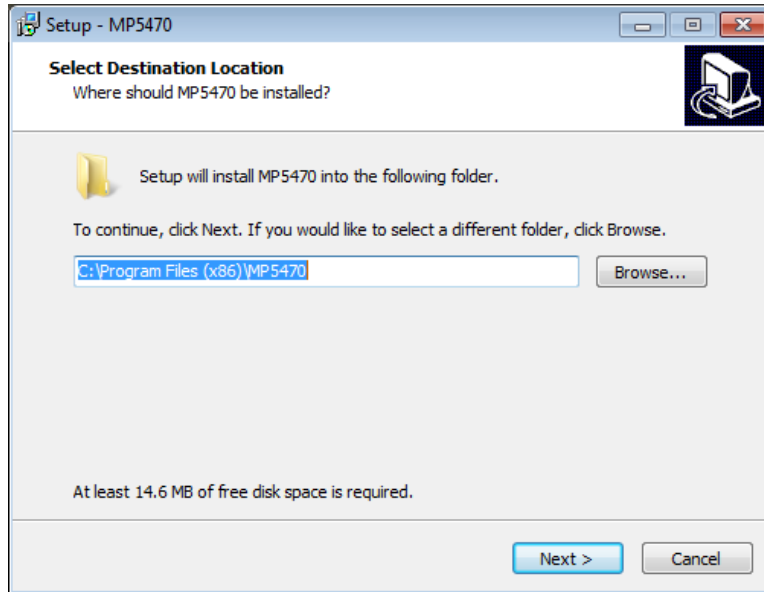 Setup - MP5470
Select Destination Location
Where should MP5470 be installed?
Setup will install MP5470 into the following folder.
To continue, click Next. If you would like to select a different folder, click Browse.
C:\Program Files (x86)\MP5470
Browse...
At least 14.6 MB of free disk space is required.
Next >
Cancel